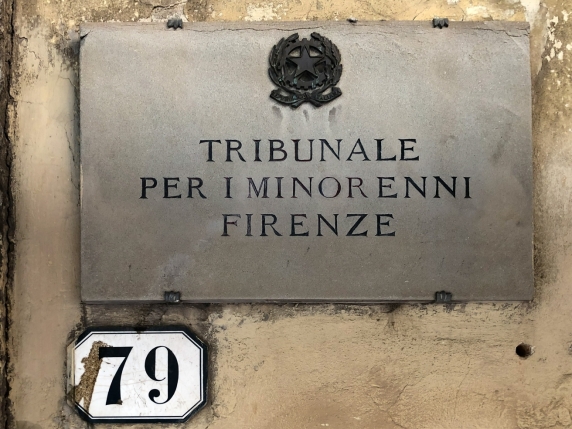 TRIBUNALE
PER I MINORENNI
FIRENZE
79